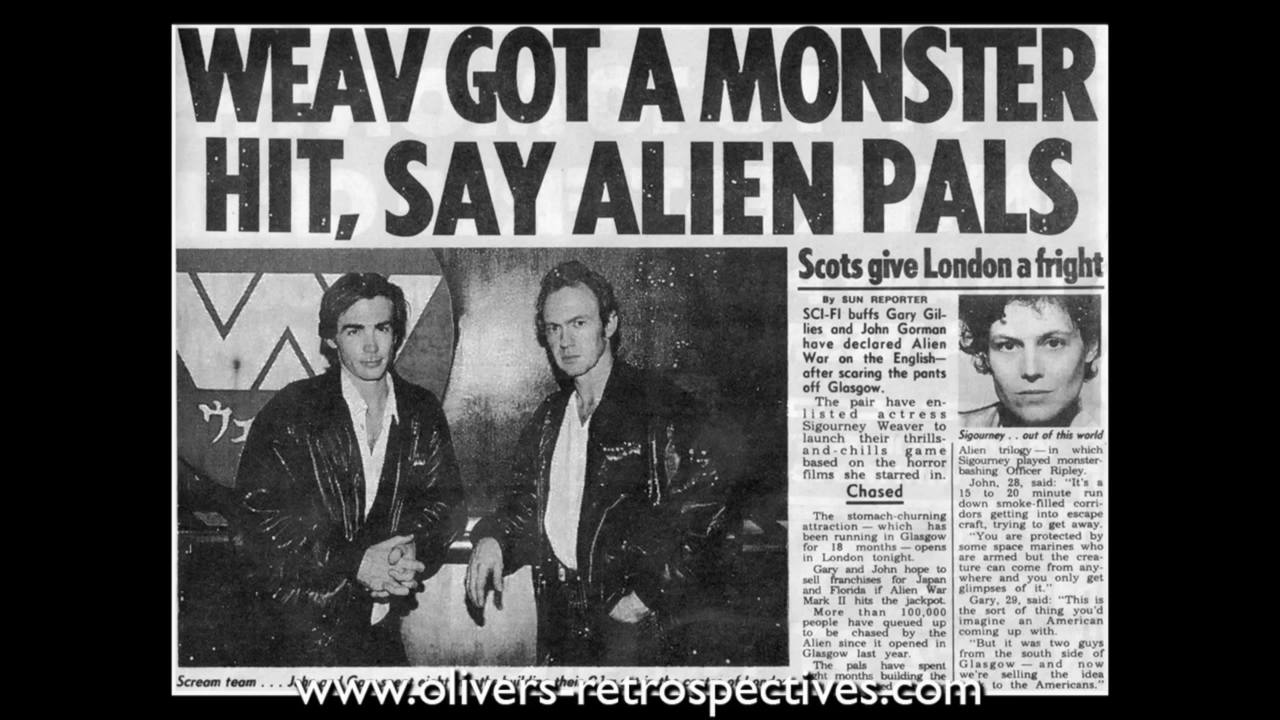 WEAV GOT A MONSTER
HIT, SAY ALIEN PALS
Scots give London a fright
By SUN REPORTER
SCI-FI buffs Gary Gil-
lies and John Gorman
have declared Alien
War on the English—
after scaring the pants
off Glasgow.
The pair have en-
listed actress
Sigourney Weaver to
launch their thrills-
and-chills game
based on the horror
films she starred in.
Chased
The stomach-churning
attraction — which has
been running in Glasgow
for 18 months — opens
in London tonight.
Gary and John hope to
sell franchises for Japan
and Florida if Alien War
Mark II hits the jackpot.
More than 100,000
people have queued up
to be chased by the
Alien since it opened in
Glasgow last year.
The pals have spent
months building the
Sigourney . . out of this world
Alien trilogy — in which
Sigourney played monster-
bashing Officer Ripley.
John, 28, said: “It's a
15 to 20 minute run
down smoke-filled corri-
dors getting into escape
craft, trying to get away.
“You are protected by
some space marines who
are armed but the crea-
ture can come from any-
where and you only get
glimpses of it.”
Gary, 29, said: “This is
the sort of thing you'd
imagine an American
coming up with.
“But it was two guys
from the south side of
Glasgow — and now
we're selling the idea
to the Americans.”
Scream team . . .
www.olivers-retrospectives.com